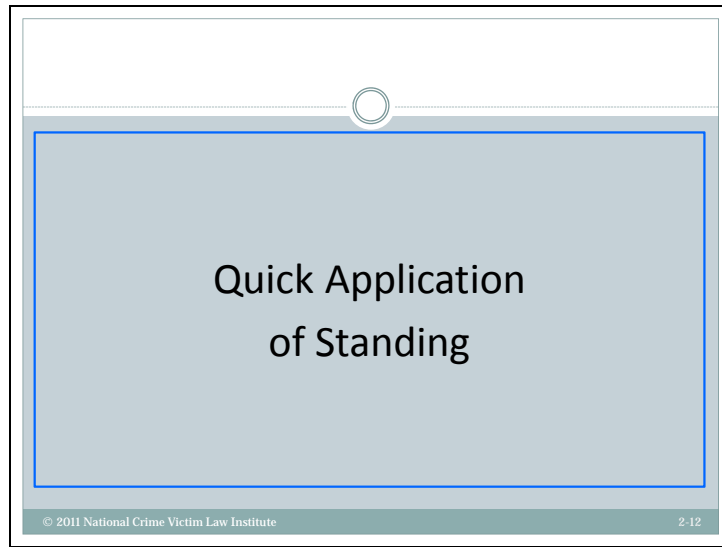 Quick Application
of Standing
© 2011 National Crime Victim Law Institute
2-12